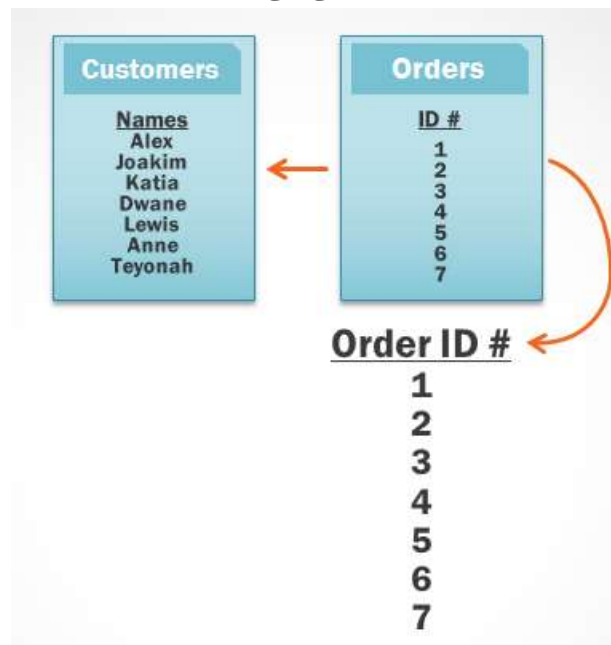 Customers
Names
Alex
Joakim
Katia
Dwane
Lewis
Anne
Teyonah
Orders
ID #
1
2
3
4
5
6
7
Order ID #
1
2
3
4
5
6
7